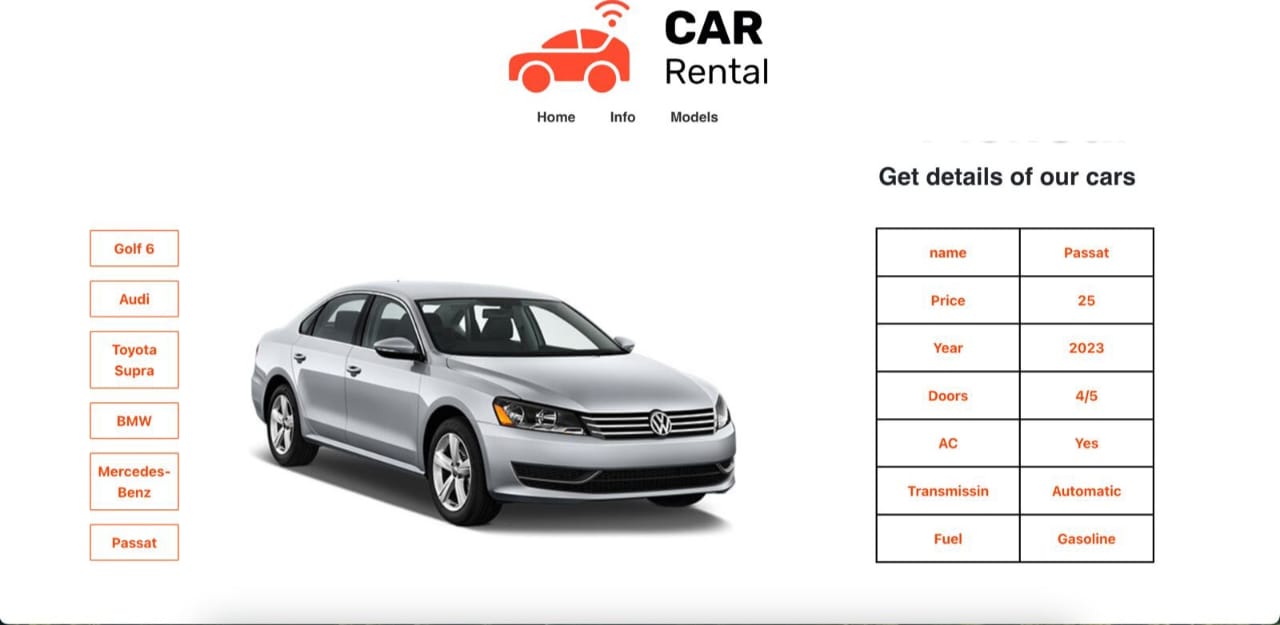 CAR
Rental
Home Info Models
Get details of our cars
Golf 6
Audi
Toyota
Supra
BMW
Mercedes-
Benz
Passat
name Passat
Price 25
Year 2023
Doors 4/5
AC Yes
Transmissin Automatic
Fuel Gasoline